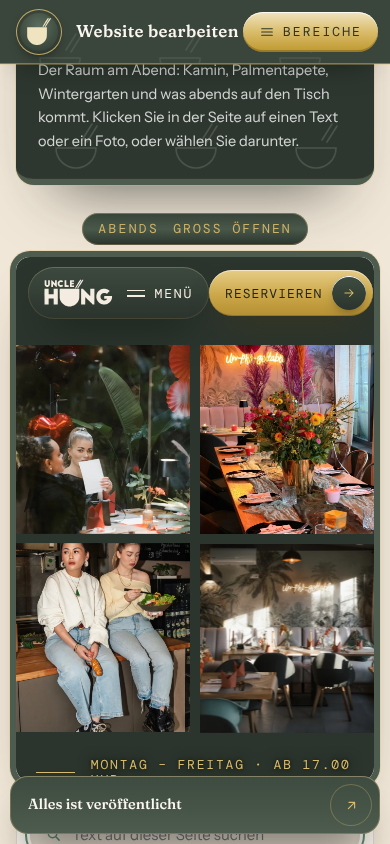 Website bearbeiten
BEREICHE
Der Raum am Abend: Kamin, Palmentapete,
Wintergarten und was abends auf den Tisch
kommt. Klicken Sie in der Seite auf einen Text
oder ein Foto, oder wählen Sie darunter.
ABENDS GROSS ÖFFNEN
UNCLE
HUNG
MENÜ
RESERVIEREN
MONTAG – FREITAG · AB 17.00
Alles ist veröffentlicht
Text auf dieser Seite suchen